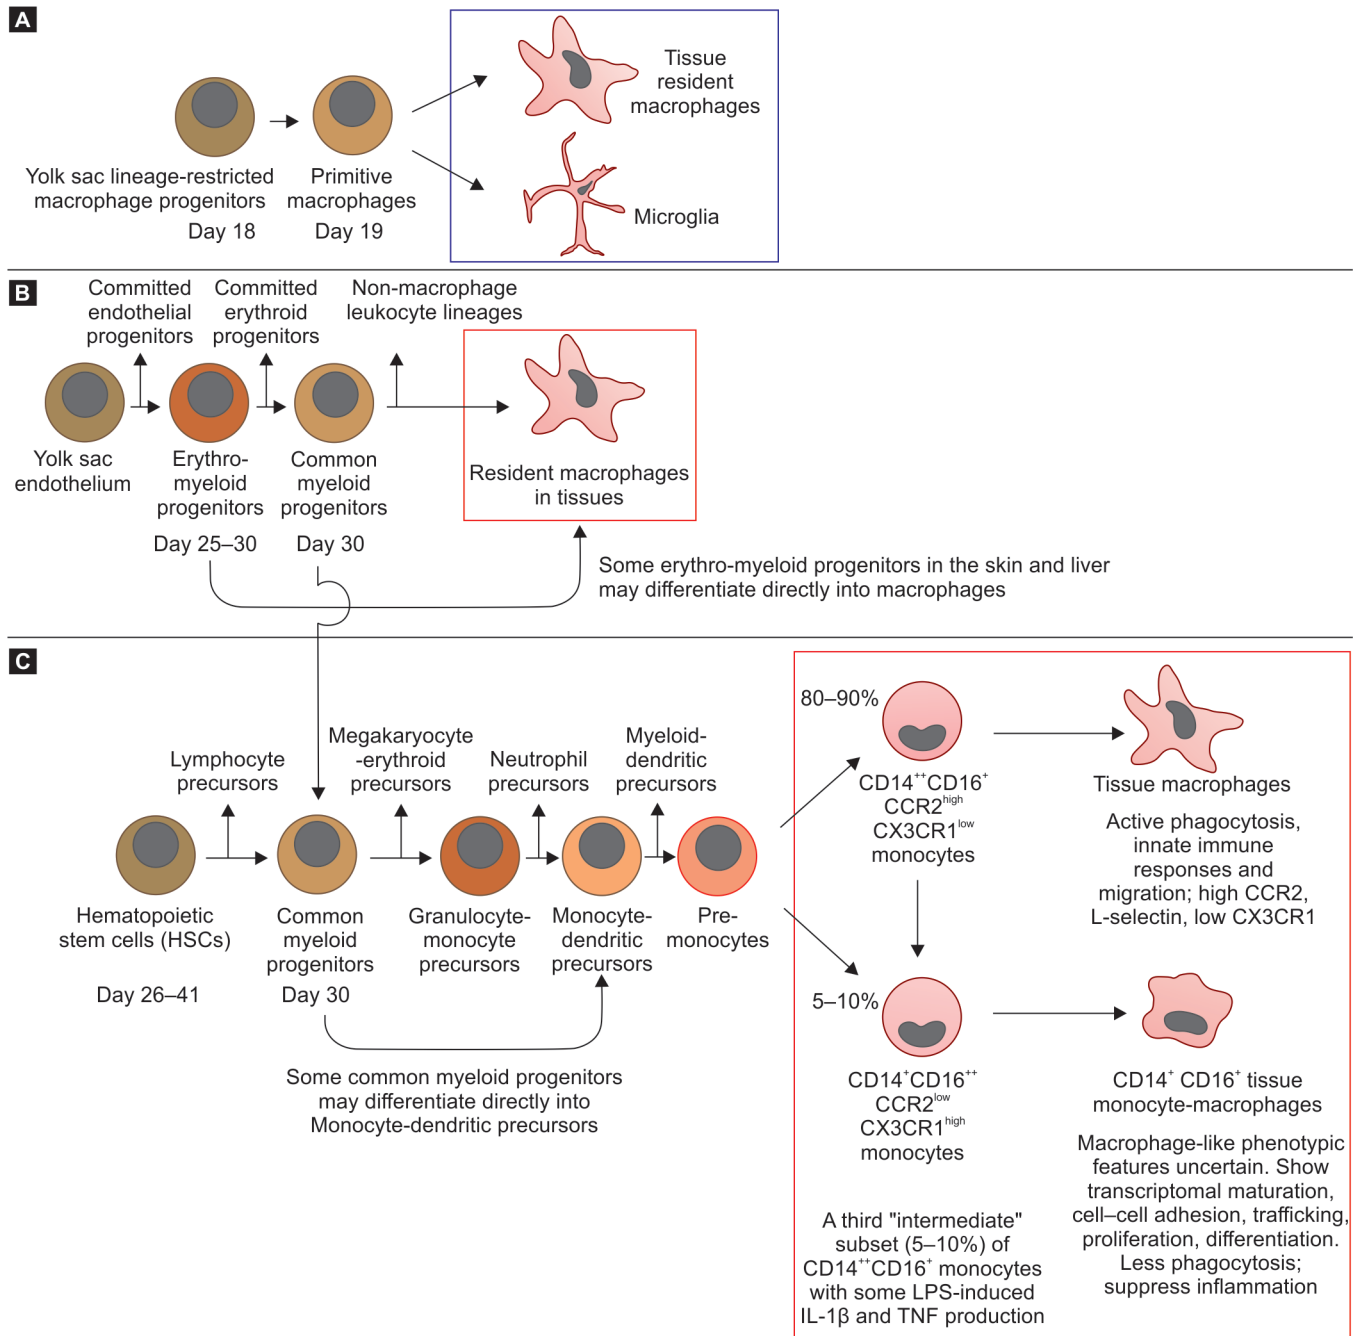 A
Tissue
resident
macrophages
Yolk sac lineage-restricted
macrophage progenitors
Day 18
Primitive
macrophages
Day 19
Microglia
B
Committed
endothelial
progenitors
Committed
erythroid
progenitors
Non-macrophage
leukocyte lineages
Yolk sac
endothelium
Erythro-
myeloid
progenitors
Day 25–30
Common
myeloid
progenitors
Day 30
Resident macrophages
in tissues
Some erythro-myeloid progenitors in the skin and liver
may differentiate directly into macrophages
C
Lymphocyte
precursors
Megakaryocyte
-erythroid
precursors
Neutrophil
precursors
Myeloid-
dendritic
precursors
Hematopoietic
stem cells (HSCs)
Day 26–41
Common
myeloid
progenitors
Day 30
Granulocyte-
monocyte
precursors
Monocyte-
dendritic
precursors
Pre-
monocytes
Some common myeloid progenitors
may differentiate directly into
Monocyte-dendritic precursors
80–90%
CD14⁺⁺CD16⁺
CCR2ʰⁱᵍʰ
CX3CR1ˡᵒʷ
monocytes
Tissue macrophages
Active phagocytosis,
innate immune
responses and
migration; high CCR2,
L-selectin, low CX3CR1
5–10%
CD14⁺CD16⁺⁺
CCR2ˡᵒʷ
CX3CR1ʰⁱᵍʰ
monocytes
CD14⁺ CD16⁺ tissue
monocyte-macrophages
Macrophage-like phenotypic
features uncertain. Show
transcriptomal maturation,
cell–cell adhesion, trafficking,
proliferation, differentiation.
Less phagocytosis;
suppress inflammation
A third "intermediate"
subset (5–10%) of
CD14⁺⁺CD16⁺ monocytes
with some LPS-induced
IL-1β and TNF production